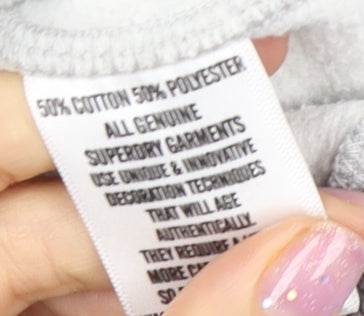 50% COTTON 50% POLYESTER
ALL GENUINE
SUPERDRY GARMENTS
USE UNIQUE & INNOVATIVE
DECORATION TECHNIQUES
THAT WILL AGE
AUTHENTICALLY.
THEY REQUIRE
MORE
SO